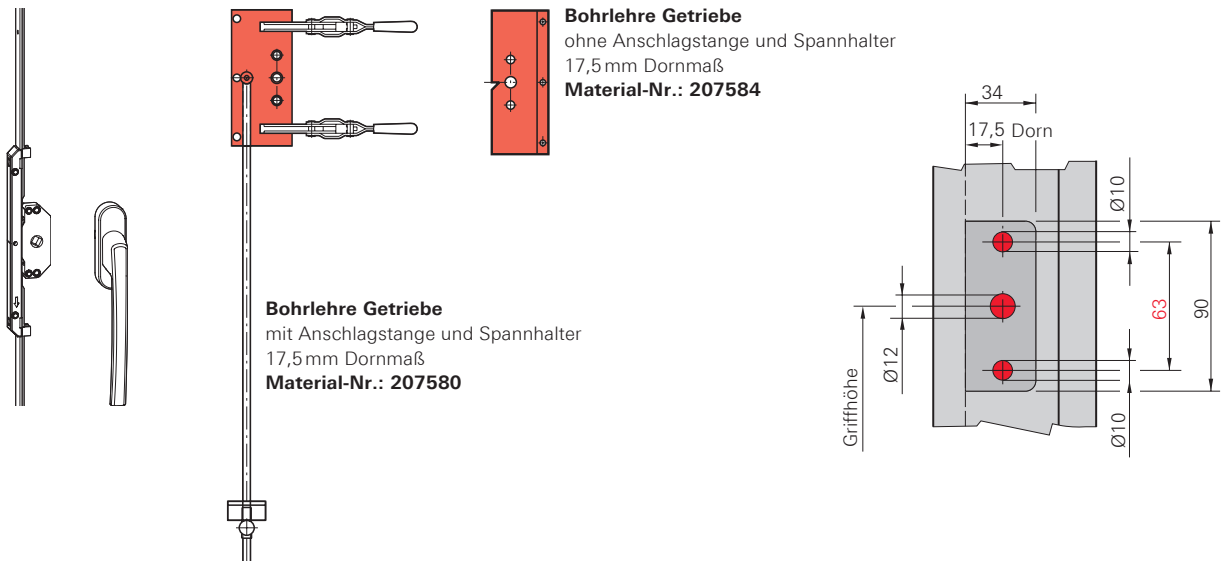 Bohrlehre Getriebe
ohne Anschlagstange und Spannhalter
17,5 mm Dornmaß
Material-Nr.: 207584
Bohrlehre Getriebe
mit Anschlagstange und Spannhalter
17,5 mm Dornmaß
Material-Nr.: 207580
34
17,5 Dorn
Ø10
63
90
Ø12
Griffhöhe
Ø10